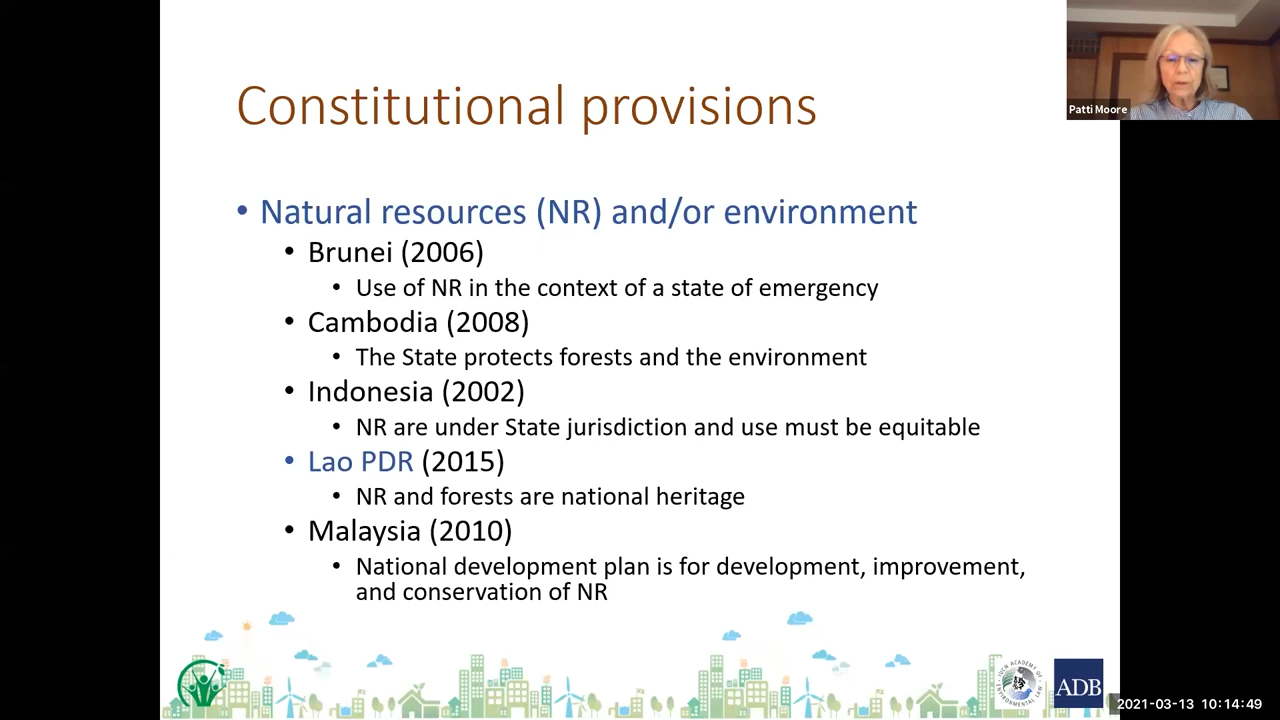 Constitutional provisions
Patti Moore
• Natural resources (NR) and/or environment
• Brunei (2006)
• Use of NR in the context of a state of emergency
• Cambodia (2008)
• The State protects forests and the environment
• Indonesia (2002)
• NR are under State jurisdiction and use must be equitable
• Lao PDR (2015)
• NR and forests are national heritage
• Malaysia (2010)
• National development plan is for development, improvement,
and conservation of NR
ADB
2021-03-13 10:14:49